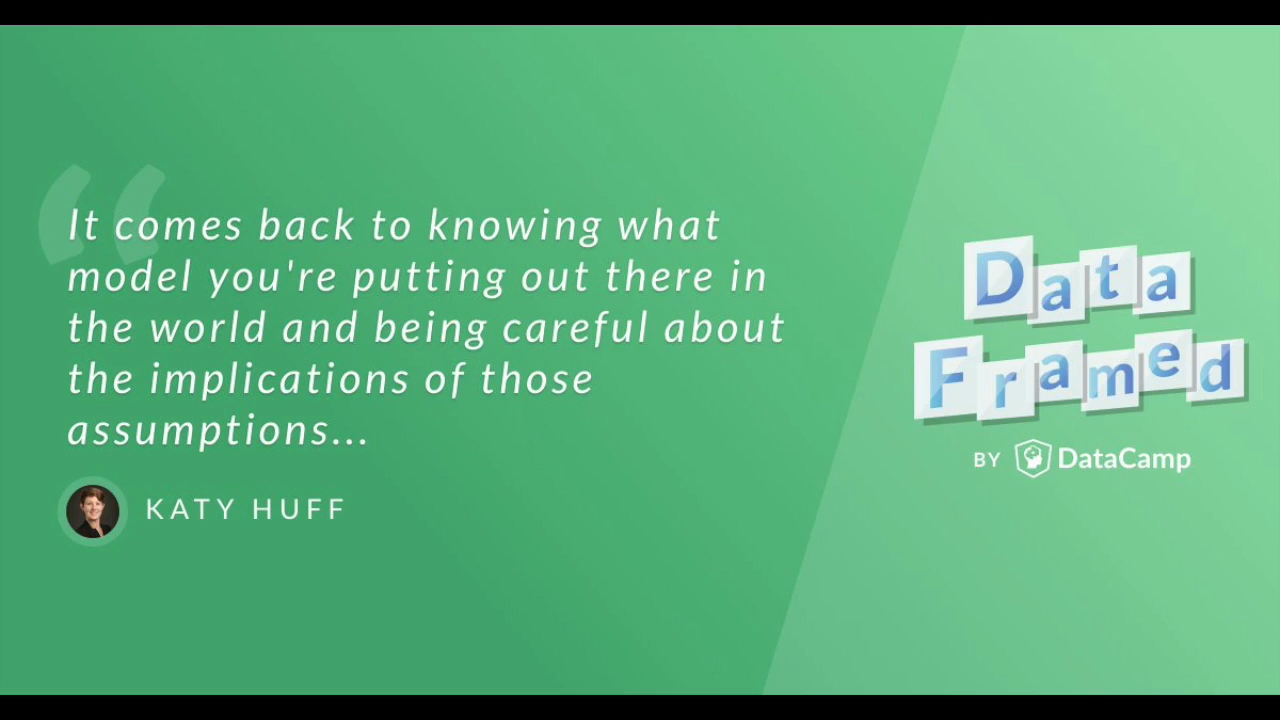 It comes back to knowing what
model you're putting out there in
the world and being careful about
the implications of those
assumptions...
KATY HUFF
Data
Framed
BY DataCamp